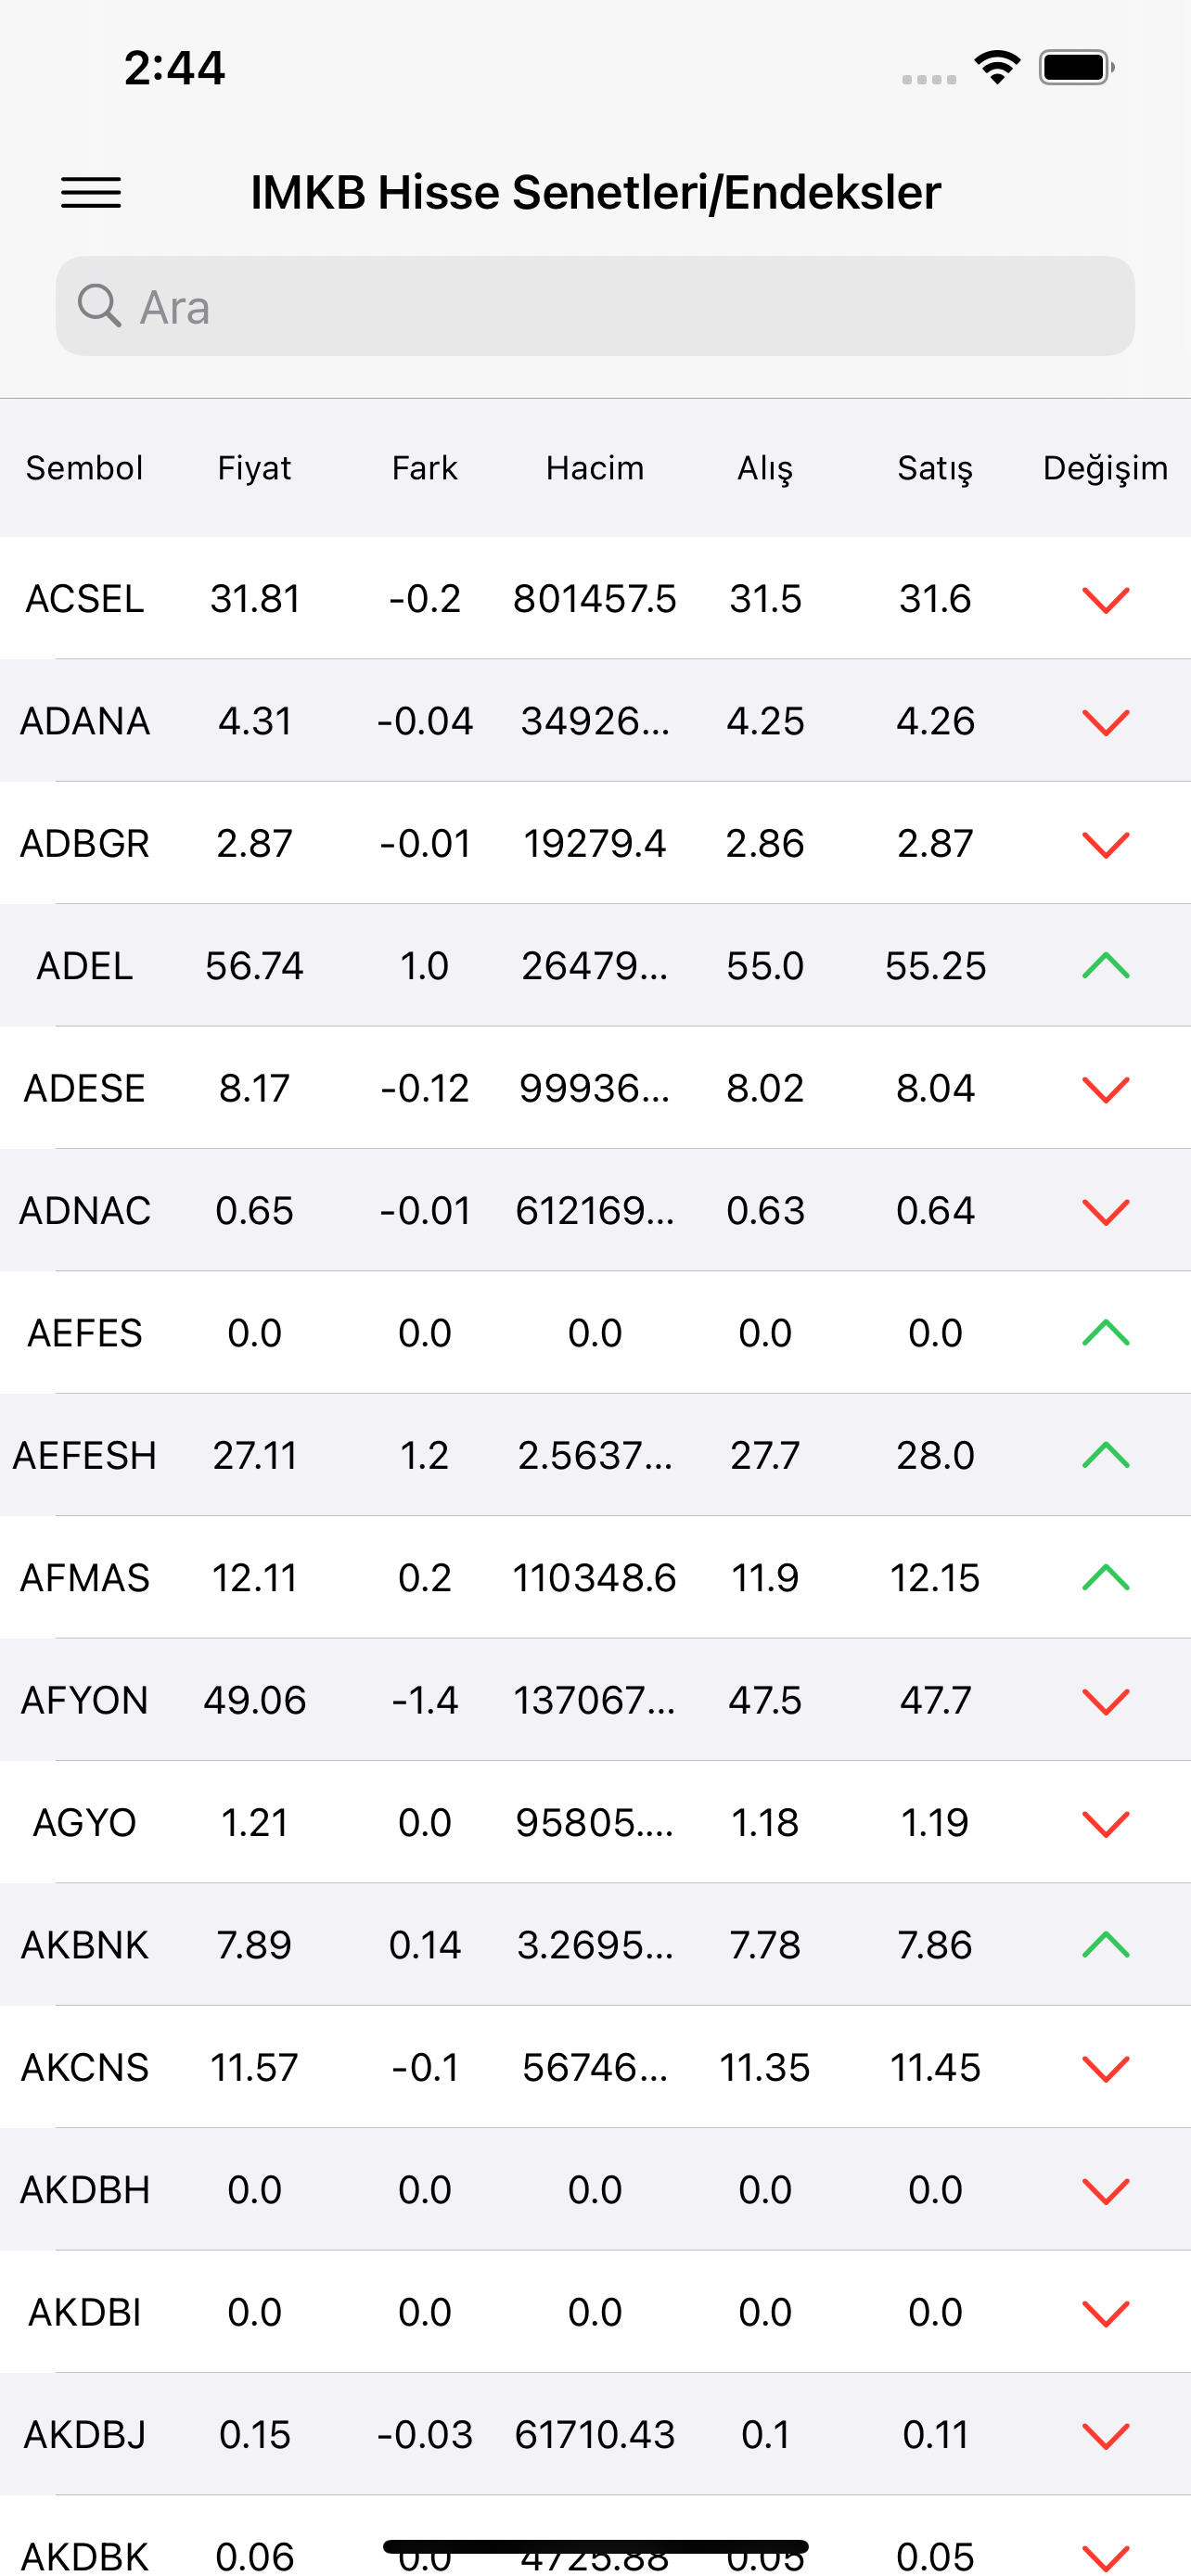 2:44
IMKB Hisse Senetleri/Endeksler
Ara
Sembol Fiyat Fark Hacim Alış Satış Değişim
ACSEL 31.81 -0.2 801457.5 31.5 31.6
ADANA 4.31 -0.04 34926... 4.25 4.26
ADBGR 2.87 -0.01 19279.4 2.86 2.87
ADEL 56.74 1.0 26479... 55.0 55.25
ADESE 8.17 -0.12 99936... 8.02 8.04
ADNAC 0.65 -0.01 612169... 0.63 0.64
AEFES 0.0 0.0 0.0 0.0 0.0
AEFESH 27.11 1.2 2.5637... 27.7 28.0
AFMAS 12.11 0.2 110348.6 11.9 12.15
AFYON 49.06 -1.4 137067... 47.5 47.7
AGYO 1.21 0.0 95805.... 1.18 1.19
AKBNK 7.89 0.14 3.2695... 7.78 7.86
AKCNS 11.57 -0.1 56746... 11.35 11.45
AKDBH 0.0 0.0 0.0 0.0 0.0
AKDBI 0.0 0.0 0.0 0.0 0.0
AKDBJ 0.15 -0.03 61710.43 0.1 0.11
AKDBK 0.06 0.0 4725.88 0.05 0.05